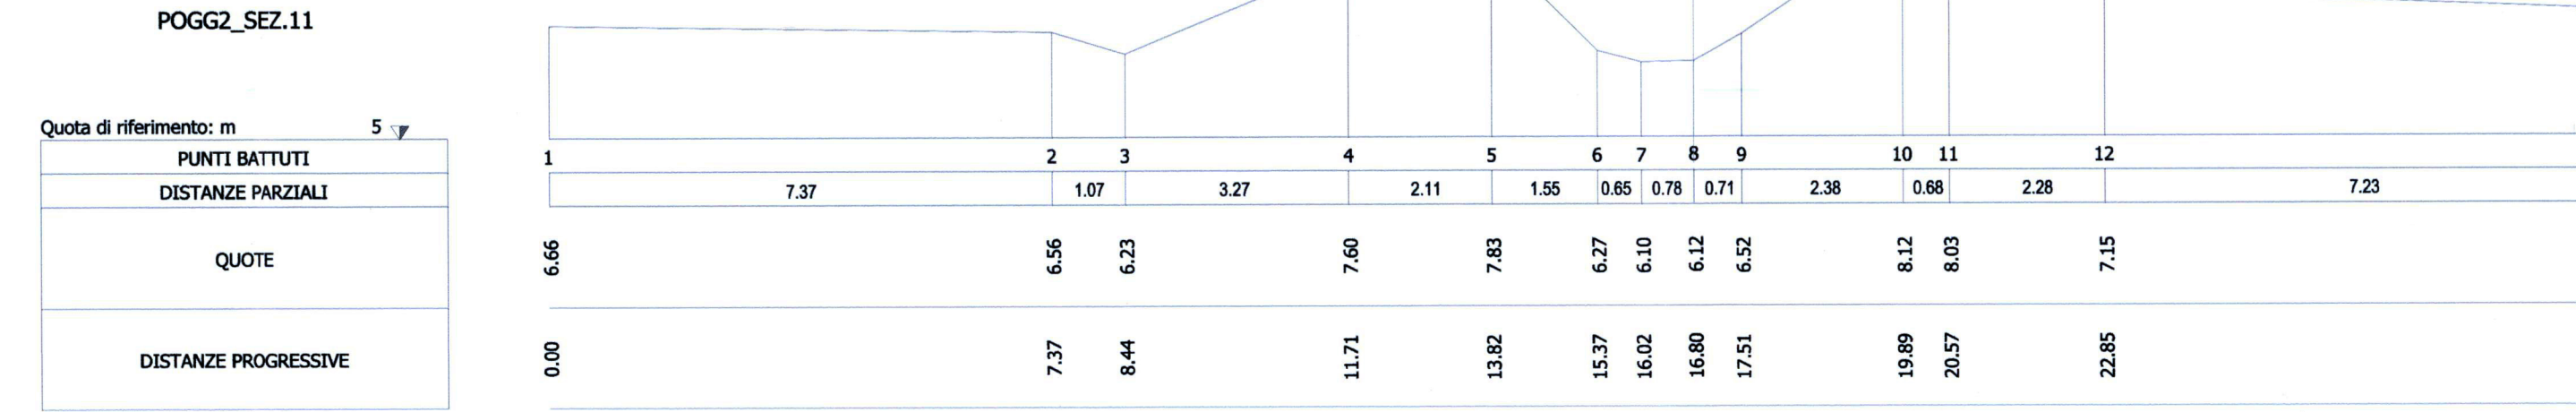 POGG2_SEZ.11
Quota di riferimento: m 5
PUNTI BATTUTI 1 2 3 4 5 6 7 8 9 10 11 12
DISTANZE PARZIALI 7.37 1.07 3.27 2.11 1.55 0.65 0.78 0.71 2.38 0.68 2.28 7.23
QUOTE 6.66 6.56 6.23 7.60 7.83 6.27 6.10 6.12 6.52 8.12 8.03 7.15
DISTANZE PROGRESSIVE 0.00 7.37 8.44 11.71 13.82 15.37 16.02 16.80 17.51 19.89 20.57 22.85